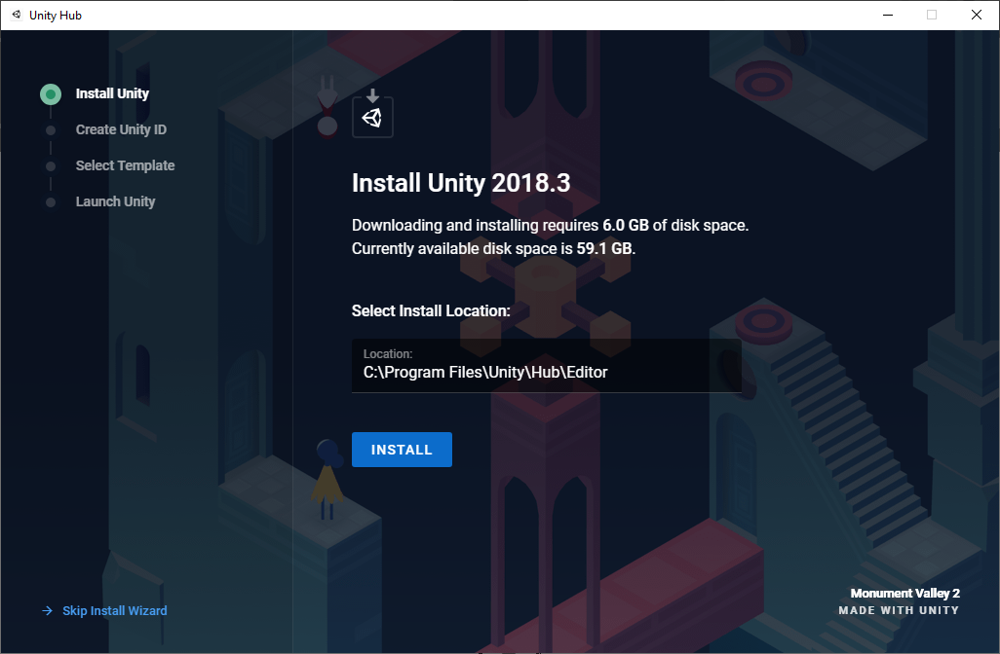 Unity Hub
Install Unity
Create Unity ID
Select Template
Launch Unity
Install Unity 2018.3
Downloading and installing requires 6.0 GB of disk space.
Currently available disk space is 59.1 GB.
Select Install Location:
Location:
C:\Program Files\Unity\Hub\Editor
INSTALL
Skip Install Wizard
Monument Valley 2
MADE WITH UNITY